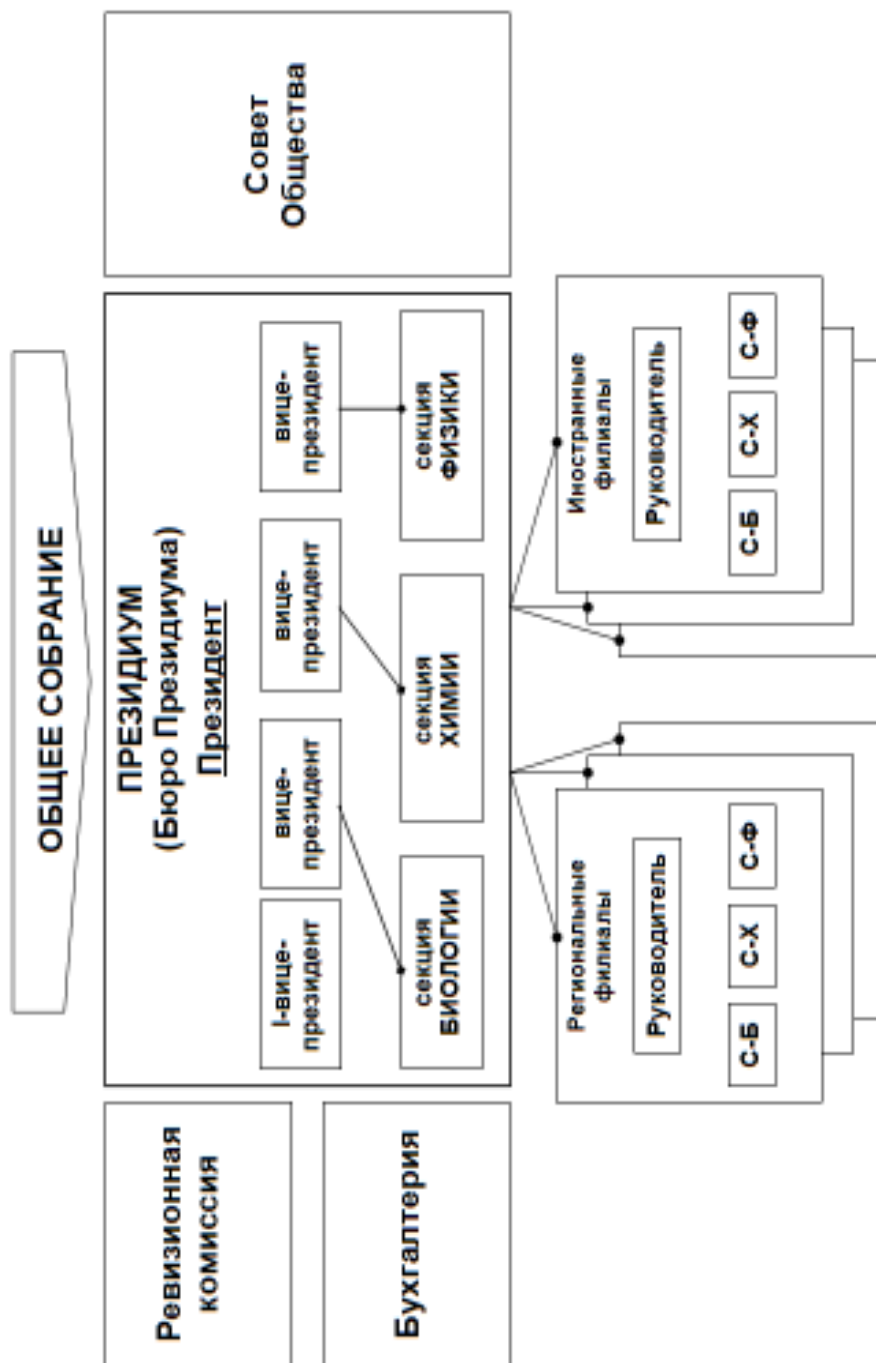 ОБЩЕЕ СОБРАНИЕ
Ревизионная
комиссия
Бухгалтерия
ПРЕЗИДИУМ
(Бюро Президиума)
Президент
I-вице-
президент
вице-
президент
вице-
президент
вице-
президент
секция
БИОЛОГИИ
секция
ХИМИИ
секция
ФИЗИКИ
Совет
Общества
Региональные
филиалы
Руководитель
С-Б
С-Х
С-Ф
Иностранные
филиалы
Руководитель
С-Б
С-Х
С-Ф